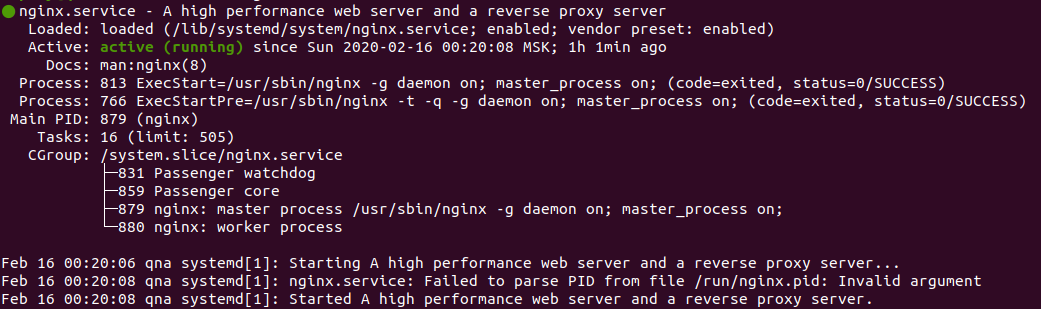 ●nginx.service - A high performance web server and a reverse proxy server
Loaded: loaded (/lib/systemd/system/nginx.service; enabled; vendor preset: enabled)
Active: active (running) since Sun 2020-02-16 00:20:08 MSK; 1h 1min ago
Docs: man:nginx(8)
Process: 813 ExecStart=/usr/sbin/nginx -g daemon on; master_process on; (code=exited, status=0/SUCCESS)
Process: 766 ExecStartPre=/usr/sbin/nginx -t -q -g daemon on; master_process on; (code=exited, status=0/SUCCESS)
Main PID: 879 (nginx)
Tasks: 16 (limit: 505)
CGroup: /system.slice/nginx.service
├─831 Passenger watchdog
├─859 Passenger core
├─879 nginx: master process /usr/sbin/nginx -g daemon on; master_process on;
└─880 nginx: worker process
Feb 16 00:20:06 qna systemd[1]: Starting A high performance web server and a reverse proxy server...
Feb 16 00:20:08 qna systemd[1]: nginx.service: Failed to parse PID from file /run/nginx.pid: Invalid argument
Feb 16 00:20:08 qna systemd[1]: Started A high performance web server and a reverse proxy server.